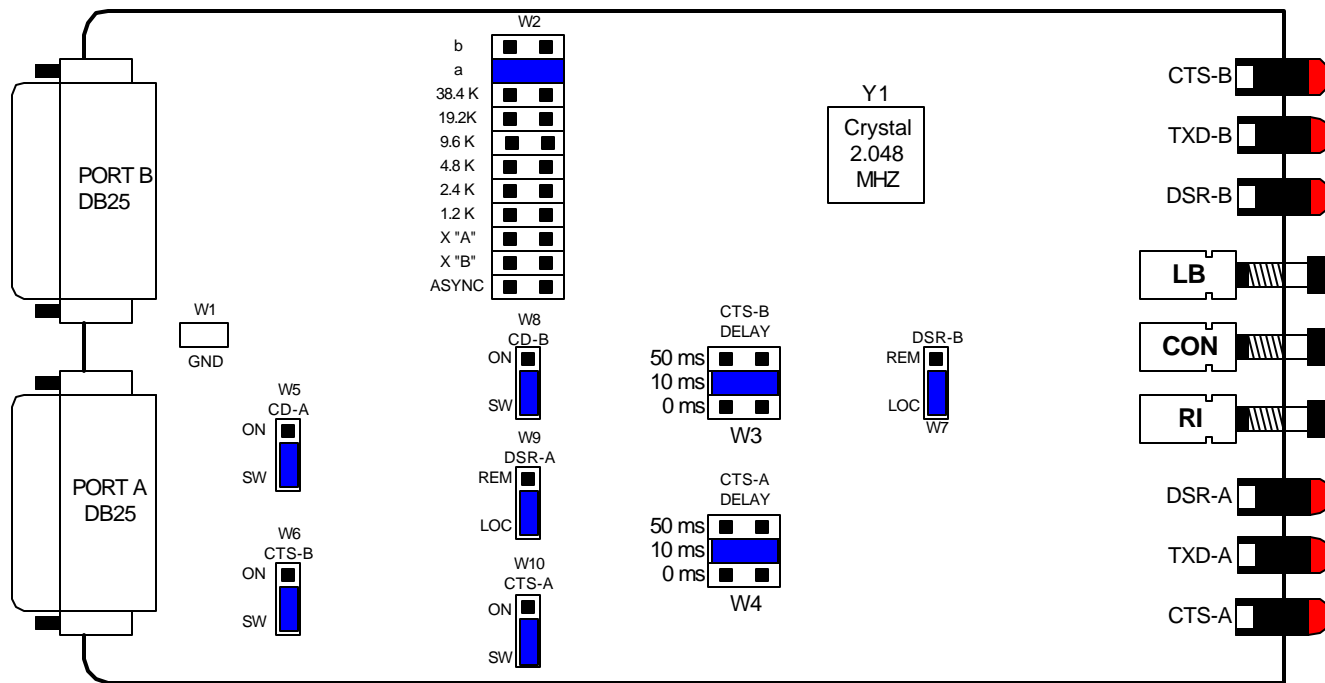 W2
b
a
38.4 K
19.2K
9.6 K
4.8 K
2.4 K
1.2 K
X "A"
X "B"
ASYNC
PORT B
DB25
Y1
Crystal
2.048
MHZ
CTS-B
TXD-B
DSR-B
LB
CON
RI
DSR-A
TXD-A
CTS-A
W1
GND
W8
CD-B
ON
SW
CTS-B
DELAY
50 ms
10 ms
0 ms
W3
DSR-B
REM
LOC
W7
PORT A
DB25
W5
CD-A
ON
SW
W9
DSR-A
REM
LOC
CTS-A
DELAY
50 ms
10 ms
0 ms
W4
W6
CTS-B
ON
SW
W10
CTS-A
ON
SW